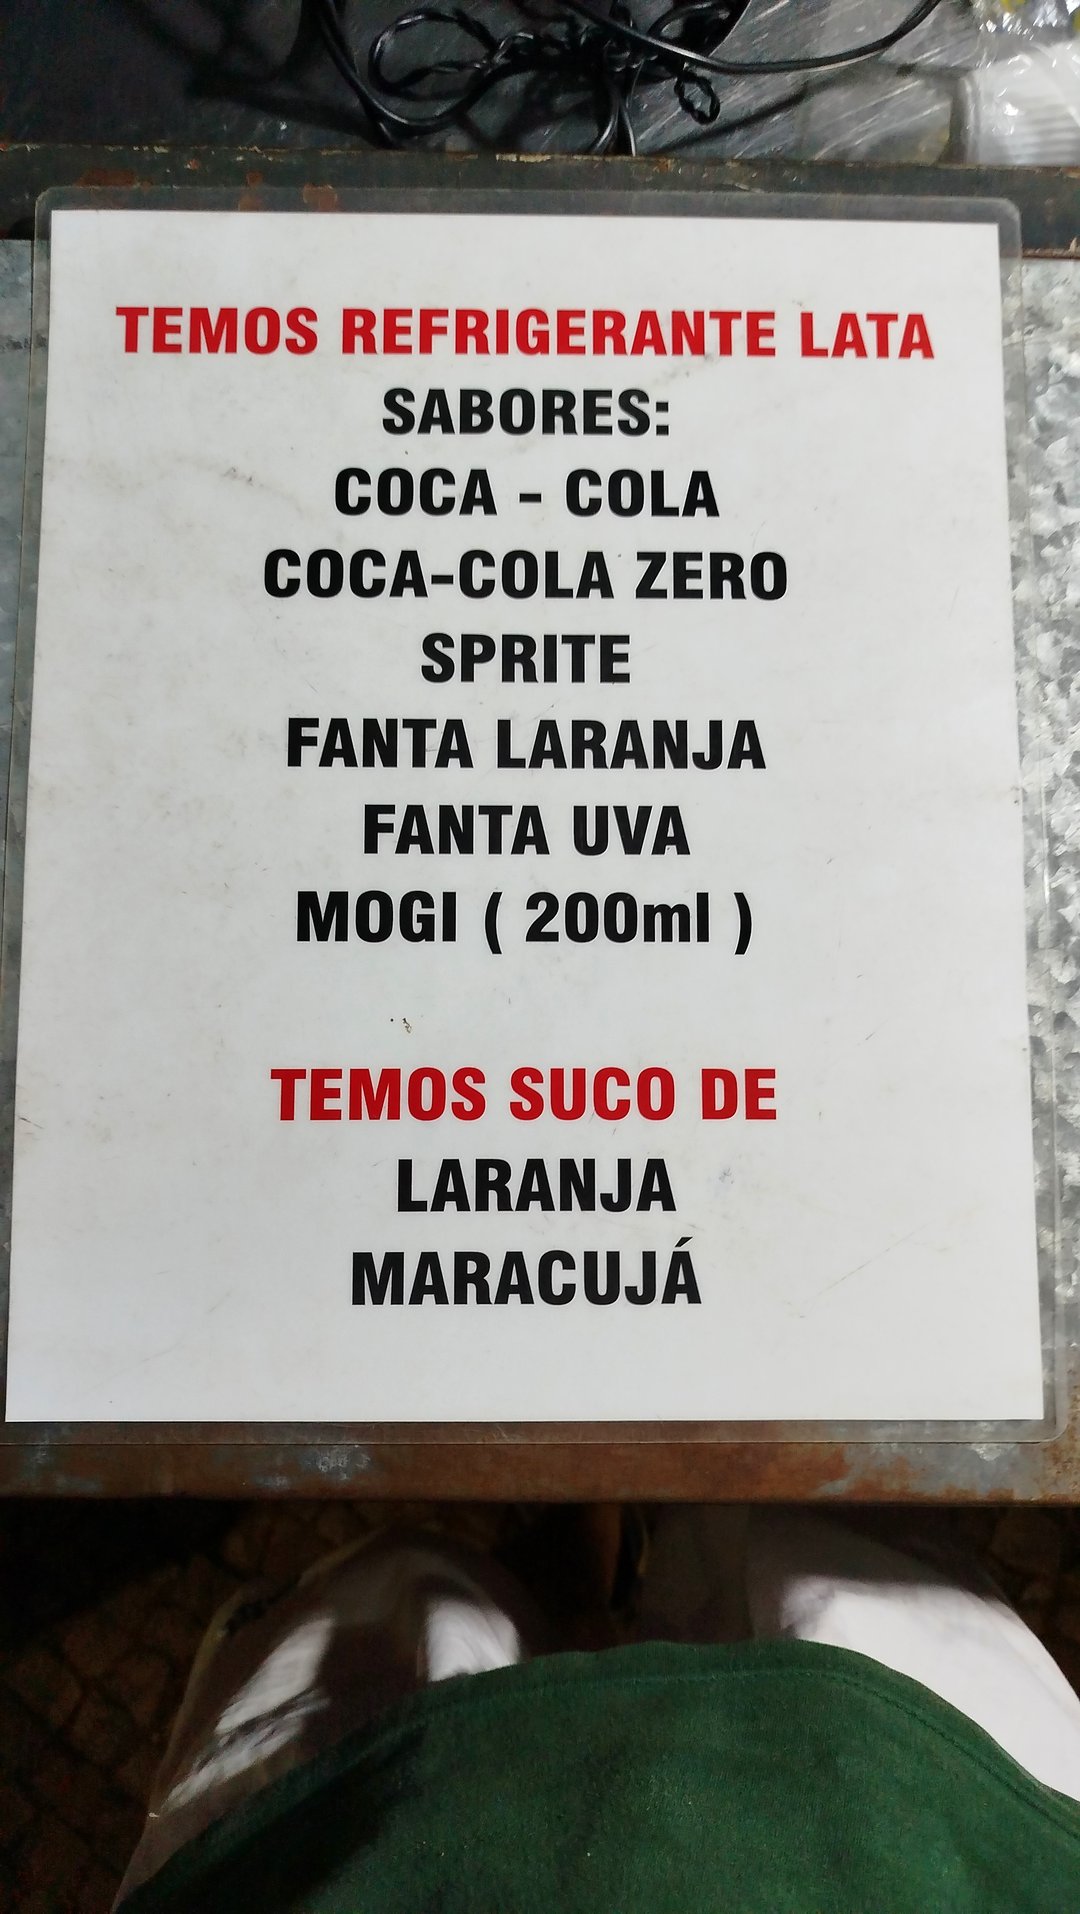 TEMOS REFRIGERANTE LATA
SABORES:
COCA - COLA
COCA-COLA ZERO
SPRITE
FANTA LARANJA
FANTA UVA
MOGI ( 200ml )
TEMOS SUCO DE
LARANJA
MARACUJÁ